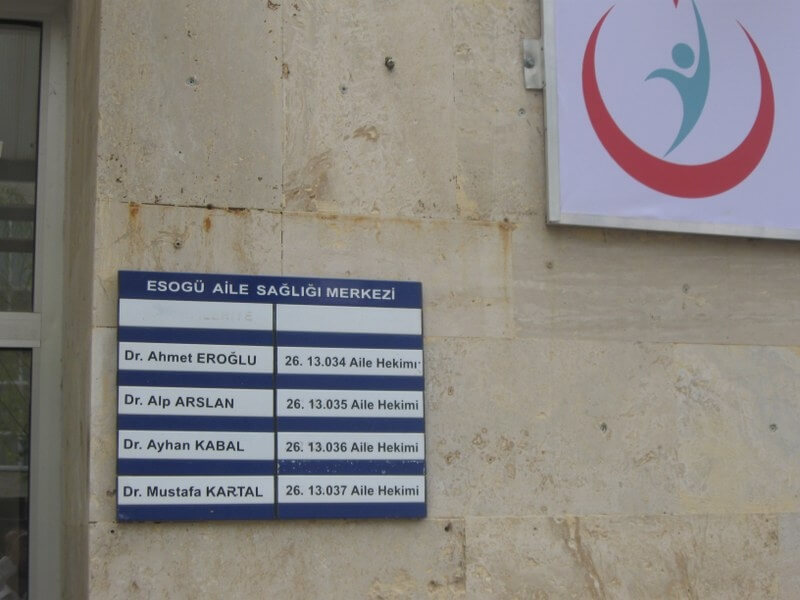 ESOGÜ AİLE SAĞLIĞI MERKEZİ
Dr. Ahmet EROĞLU 26. 13.034 Aile Hekimi
Dr. Alp ARSLAN 26. 13.035 Aile Hekimi
Dr. Ayhan KABAL 26. 13.036 Aile Hekimi
Dr. Mustafa KARTAL 26. 13.037 Aile Hekimi